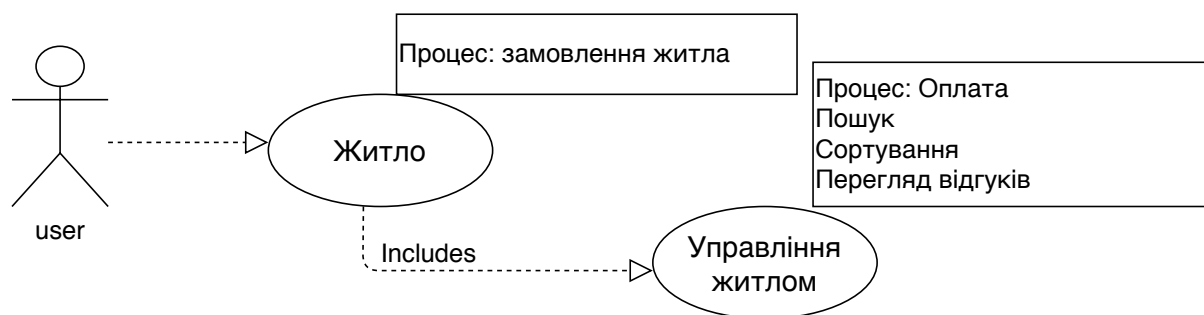 Процес: замовлення житла
Процес: Оплата
Пошук
Сортування
Перегляд відгуків
Житло
user
Includes
Управління
житлом